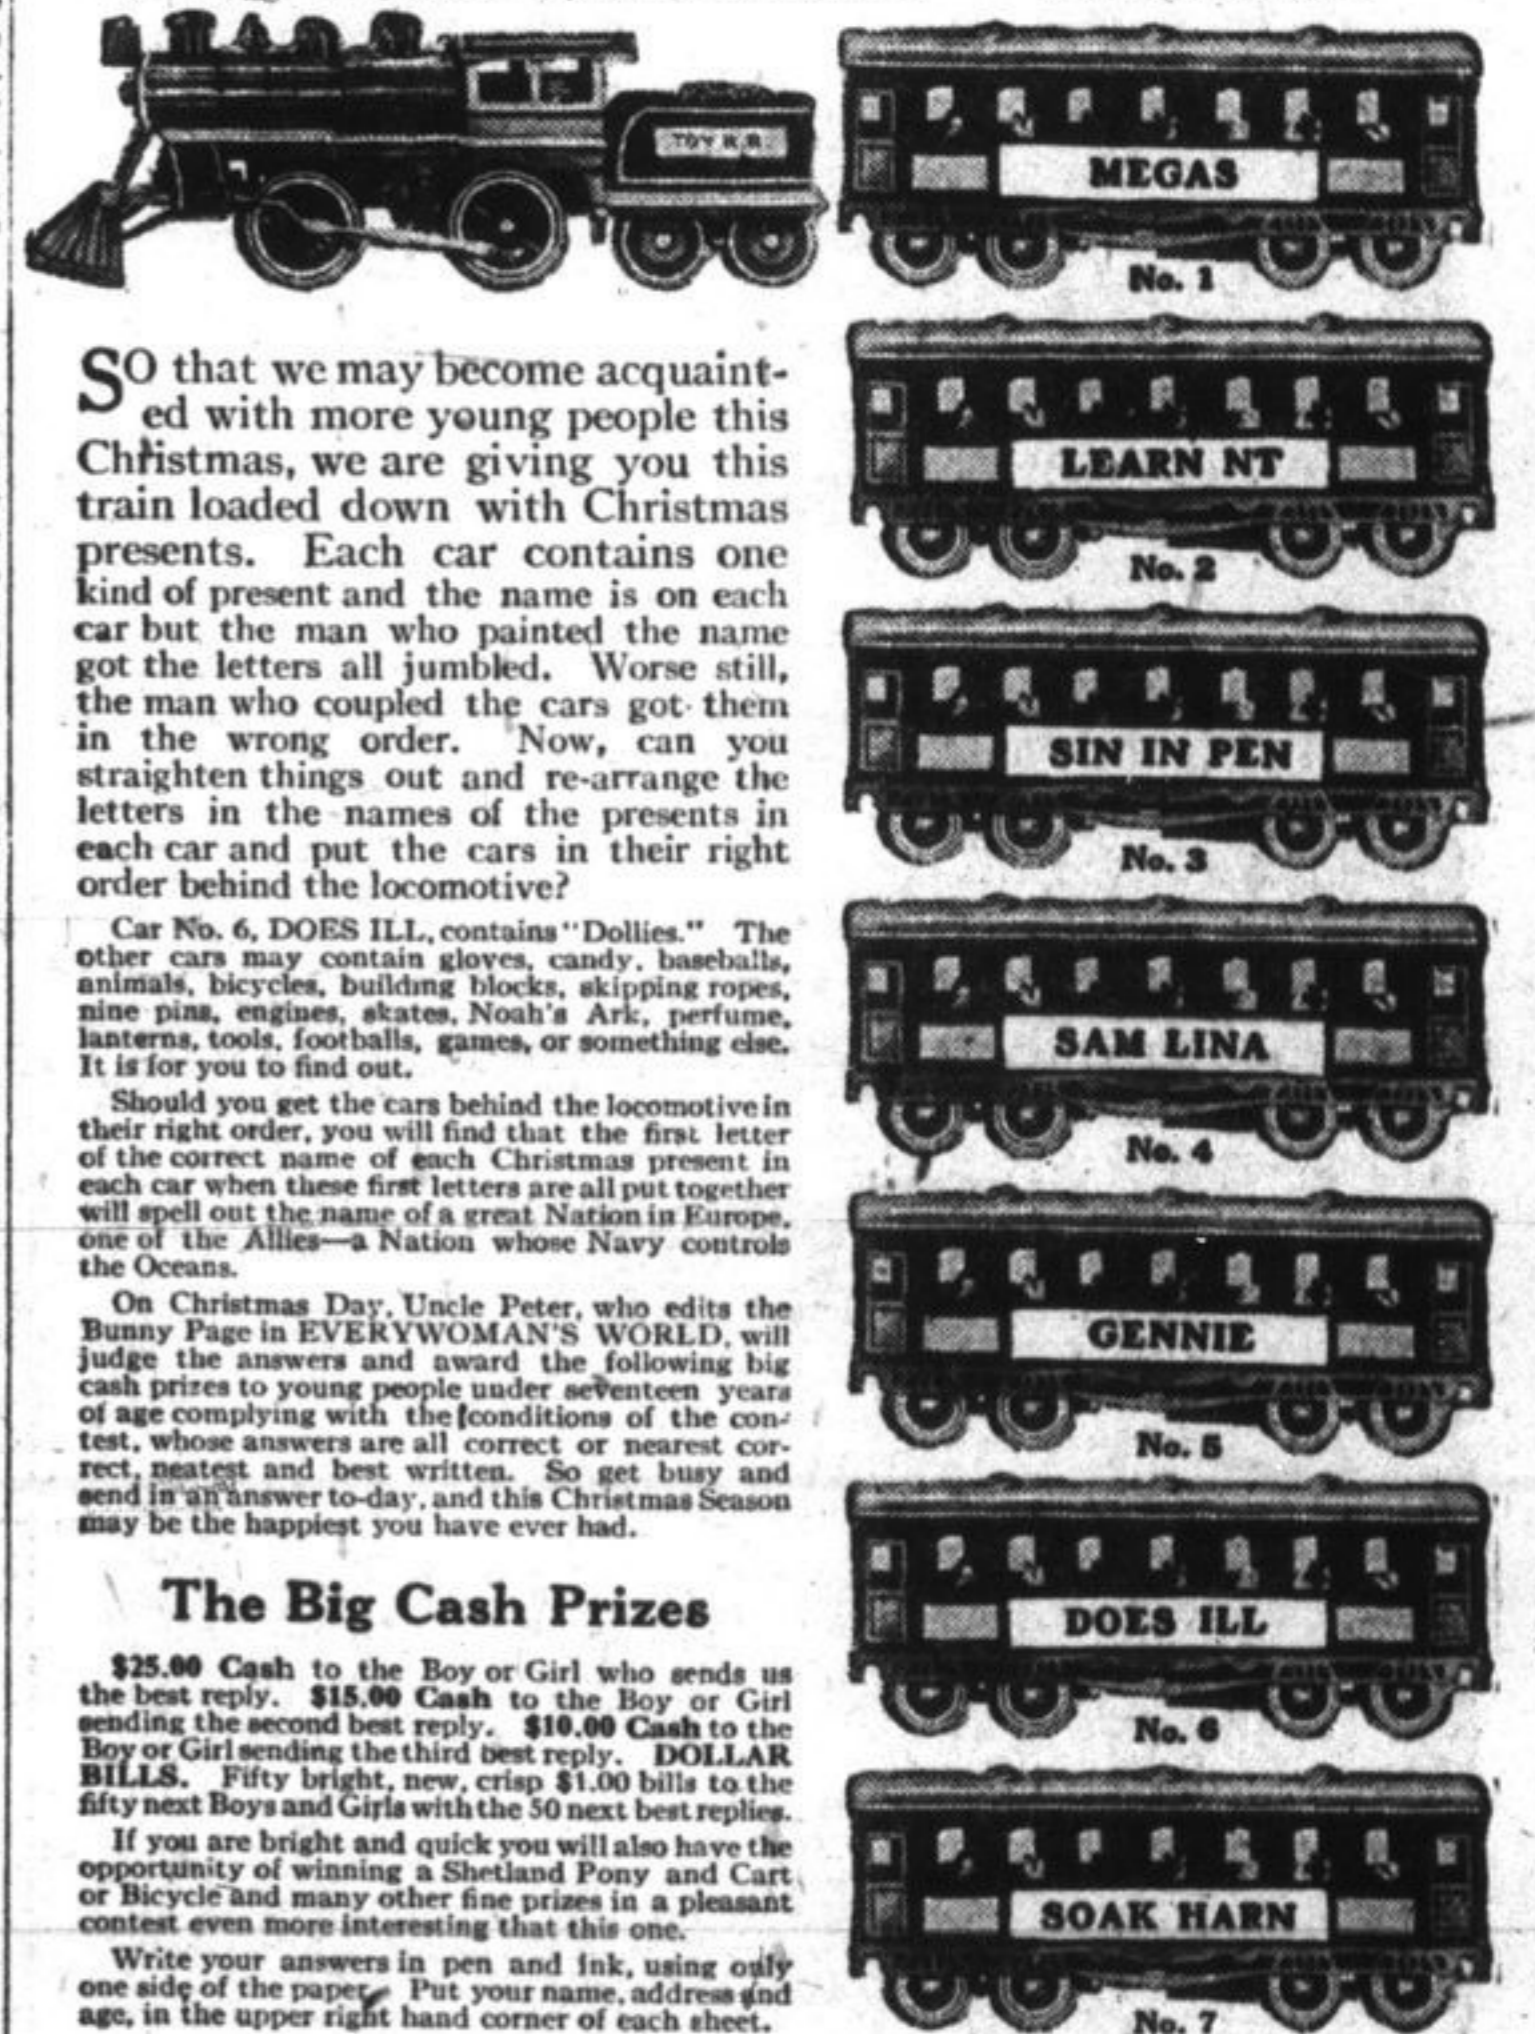 TOY R.R.
MEGAS
No. 1
LEARN NT
No. 2
SIN IN PEN
No. 3
SAM LINA
No. 4
GENNIE
No. 5
DOES ILL
No. 6
SOAK HARN
No. 7
SO that we may become acquaint-
ed with more young people this
Christmas, we are giving you this
train loaded down with Christmas
presents. Each car contains one
kind of present and the name is on each
car but the man who painted the name
got the letters all jumbled. Worse still,
the man who coupled the cars got them
in the wrong order. Now, can you
straighten things out and re-arrange the
letters in the names of the presents in
each car and put the cars in their right
order behind the locomotive?
Car No. 6, DOES ILL, contains "Dollies." The
other cars may contain gloves, candy, baseballs,
animals, bicycles, building blocks, skipping ropes,
nine pins, engines, skates, Noah's Ark, perfume,
lanterns, tools, footballs, games, or something else.
It is for you to find out.
Should you get the cars behind the locomotive in
their right order, you will find that the first letter
of the correct name of each Christmas present in
each car when these first letters are all put together
will spell out the name of a great Nation in Europe,
one of the Allies—a Nation whose Navy controls
the Oceans.
On Christmas Day, Uncle Peter, who edits the
Bunny Page in EVERYWOMAN'S WORLD, will
judge the answers and award the following big
cash prizes to young people under seventeen years
of age complying with the conditions of the con-
test, whose answers are all correct or nearest cor-
rect, neatest and best written. So get busy and
send in an answer to-day, and this Christmas Season
may be the happiest you have ever had.
The Big Cash Prizes
$25.00 Cash to the Boy or Girl who sends us
the best reply. $15.00 Cash to the Boy or Girl
sending the second best reply. $10.00 Cash to the
Boy or Girl sending the third best reply. DOLLAR
BILLS. Fifty bright, new, crisp $1.00 bills to the
fifty next Boys and Girls with the 50 next best replies.
If you are bright and quick you will also have the
opportunity of winning a Shetland Pony and Cart
or Bicycle and many other fine prizes in a pleasant
contest even more interesting that this one.
Write your answers in pen and ink, using only
one side of the paper. Put your name, address and
age, in the upper right hand corner of each sheet.